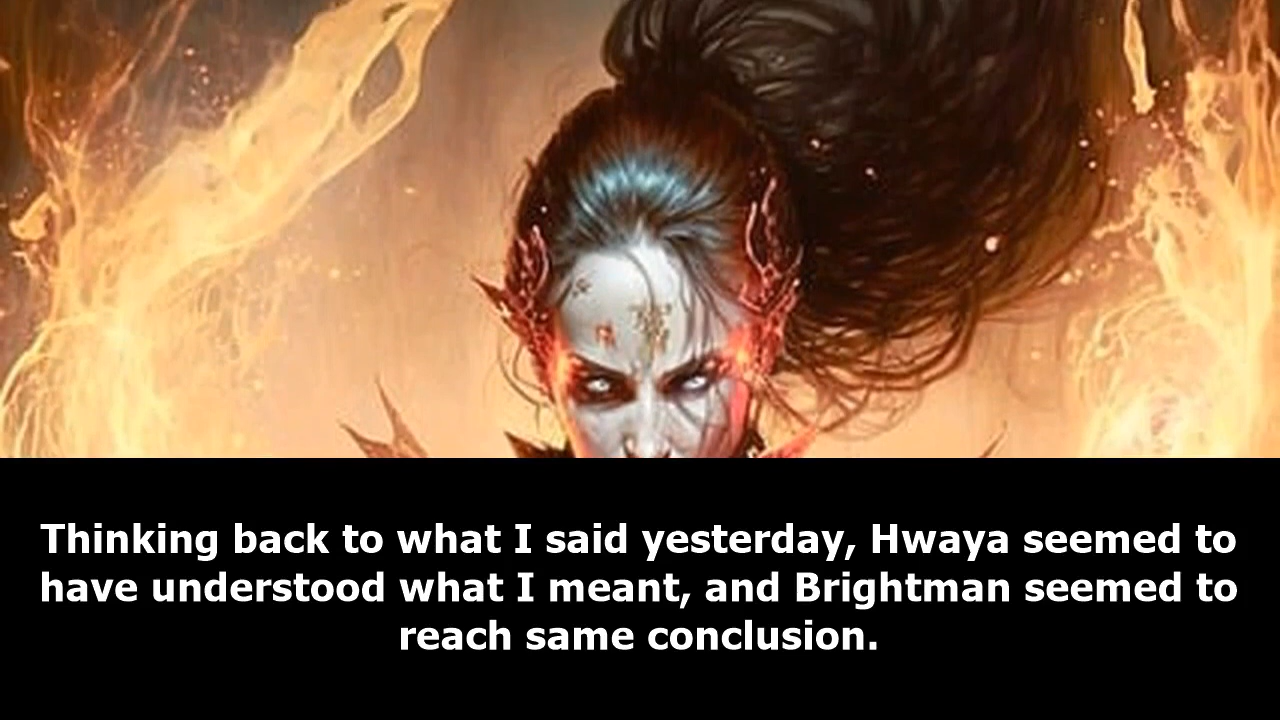 Thinking back to what I said yesterday, Hwaya seemed to
have understood what I meant, and Brightman seemed to
reach same conclusion.